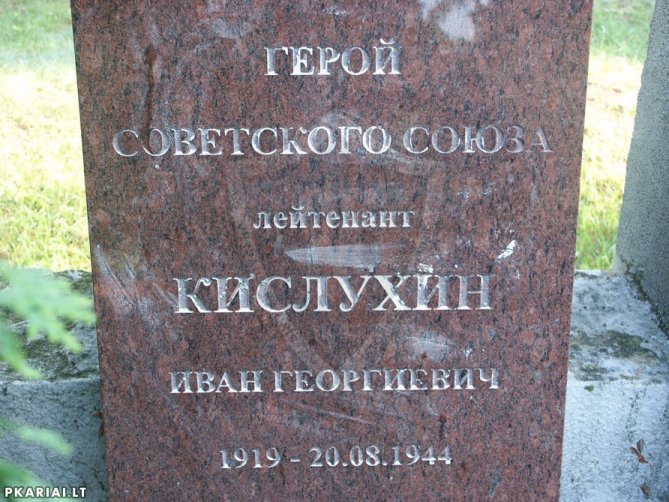 ГЕРОЙ
СОВЕТСКОГО СОЮЗА
лейтенант
КИСЛУХИН
ИВАН ГЕОРГИЕВИЧ
1919 - 20.08.1944
PKARIAI.LT